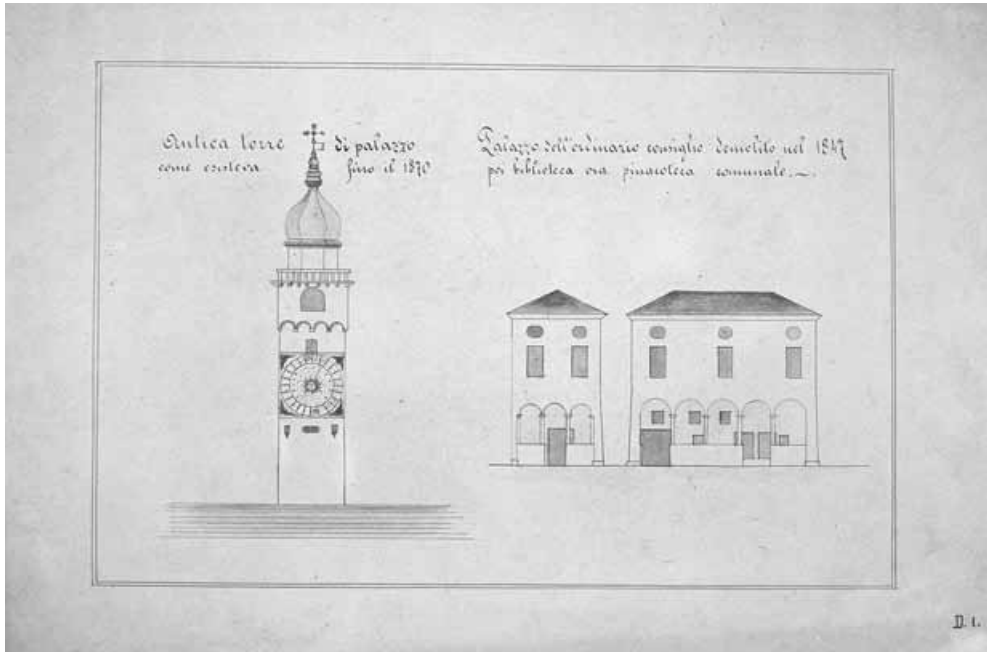 Antica torre di palazzo
come esisteva fino il 1870
Palazzo dell'ordinario consiglio demolito nel 1847
poi biblioteca ora pinacoteca comunale.
D. 1.